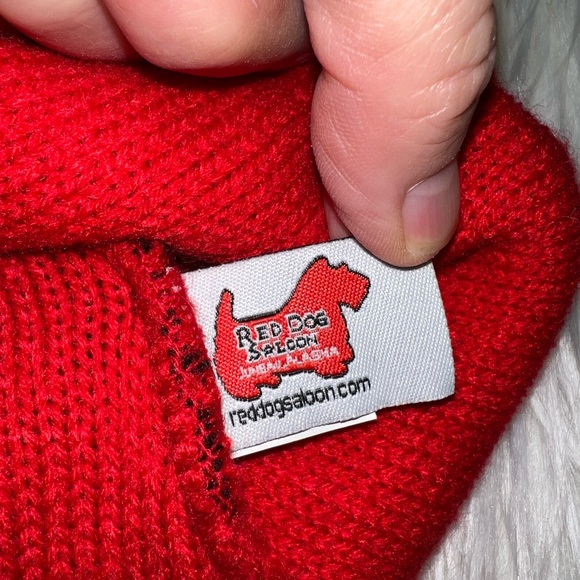 RED DOG
SALOON
JUNEAU, ALASKA
reddogsaloon.com